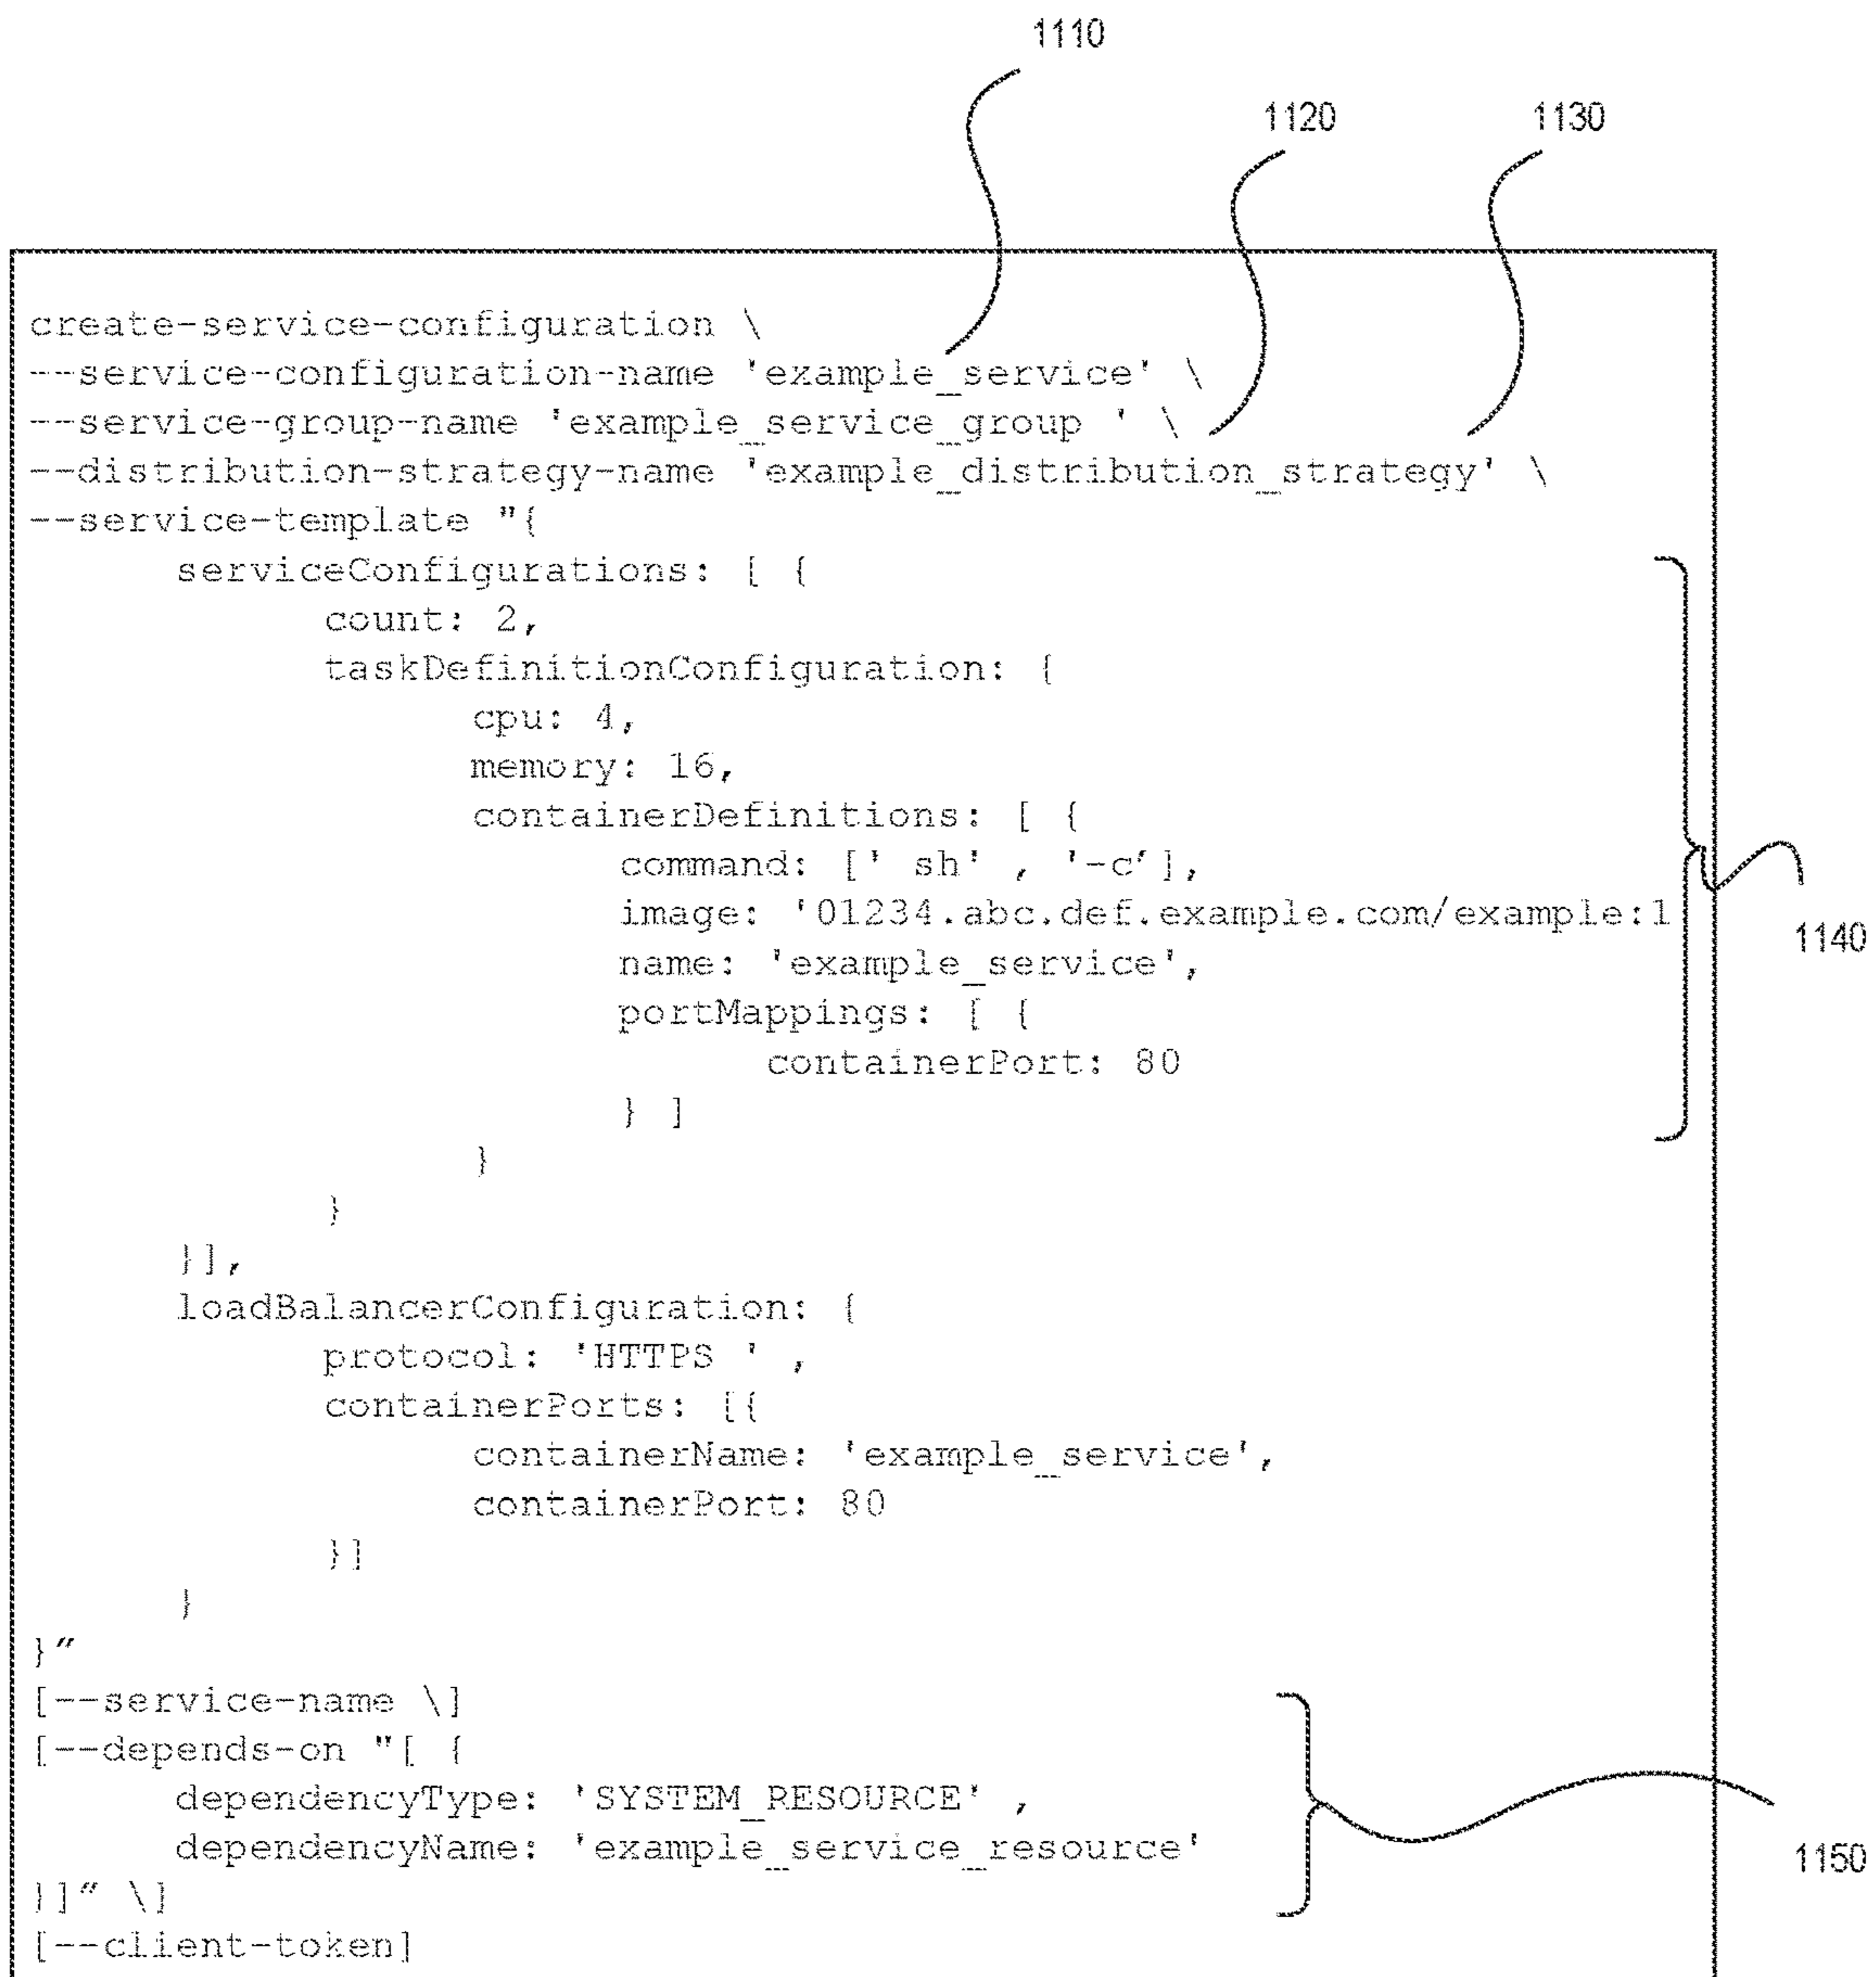 1110
1120 1130
create-service-configuration \
--service-configuration-name 'example_service' \
--service-group-name 'example_service_group ' \
--distribution-strategy-name 'example_distribution_strategy' \
--service-template "{
serviceConfigurations: [ {
count: 2,
taskDefinitionConfiguration: {
cpu: 4,
memory: 16,
containerDefinitions: [ {
command: [' sh' , '-c’],
image: '01234.abc.def.example.com/example:1
1140
name: 'example_service',
portMappings: [ {
containerPort: 80
} ]
}
}
}],
loadBalancerConfiguration: {
protocol: 'HTTPS ' ,
containerPorts: [{
containerName: 'example_service',
containerPort: 80
}]
}
}”
[--service-name \]
[--depends-on "[ {
dependencyType: 'SYSTEM_RESOURCE' ,
dependencyName: 'example_service_resource'
1150
}]” \]
[--client-token]